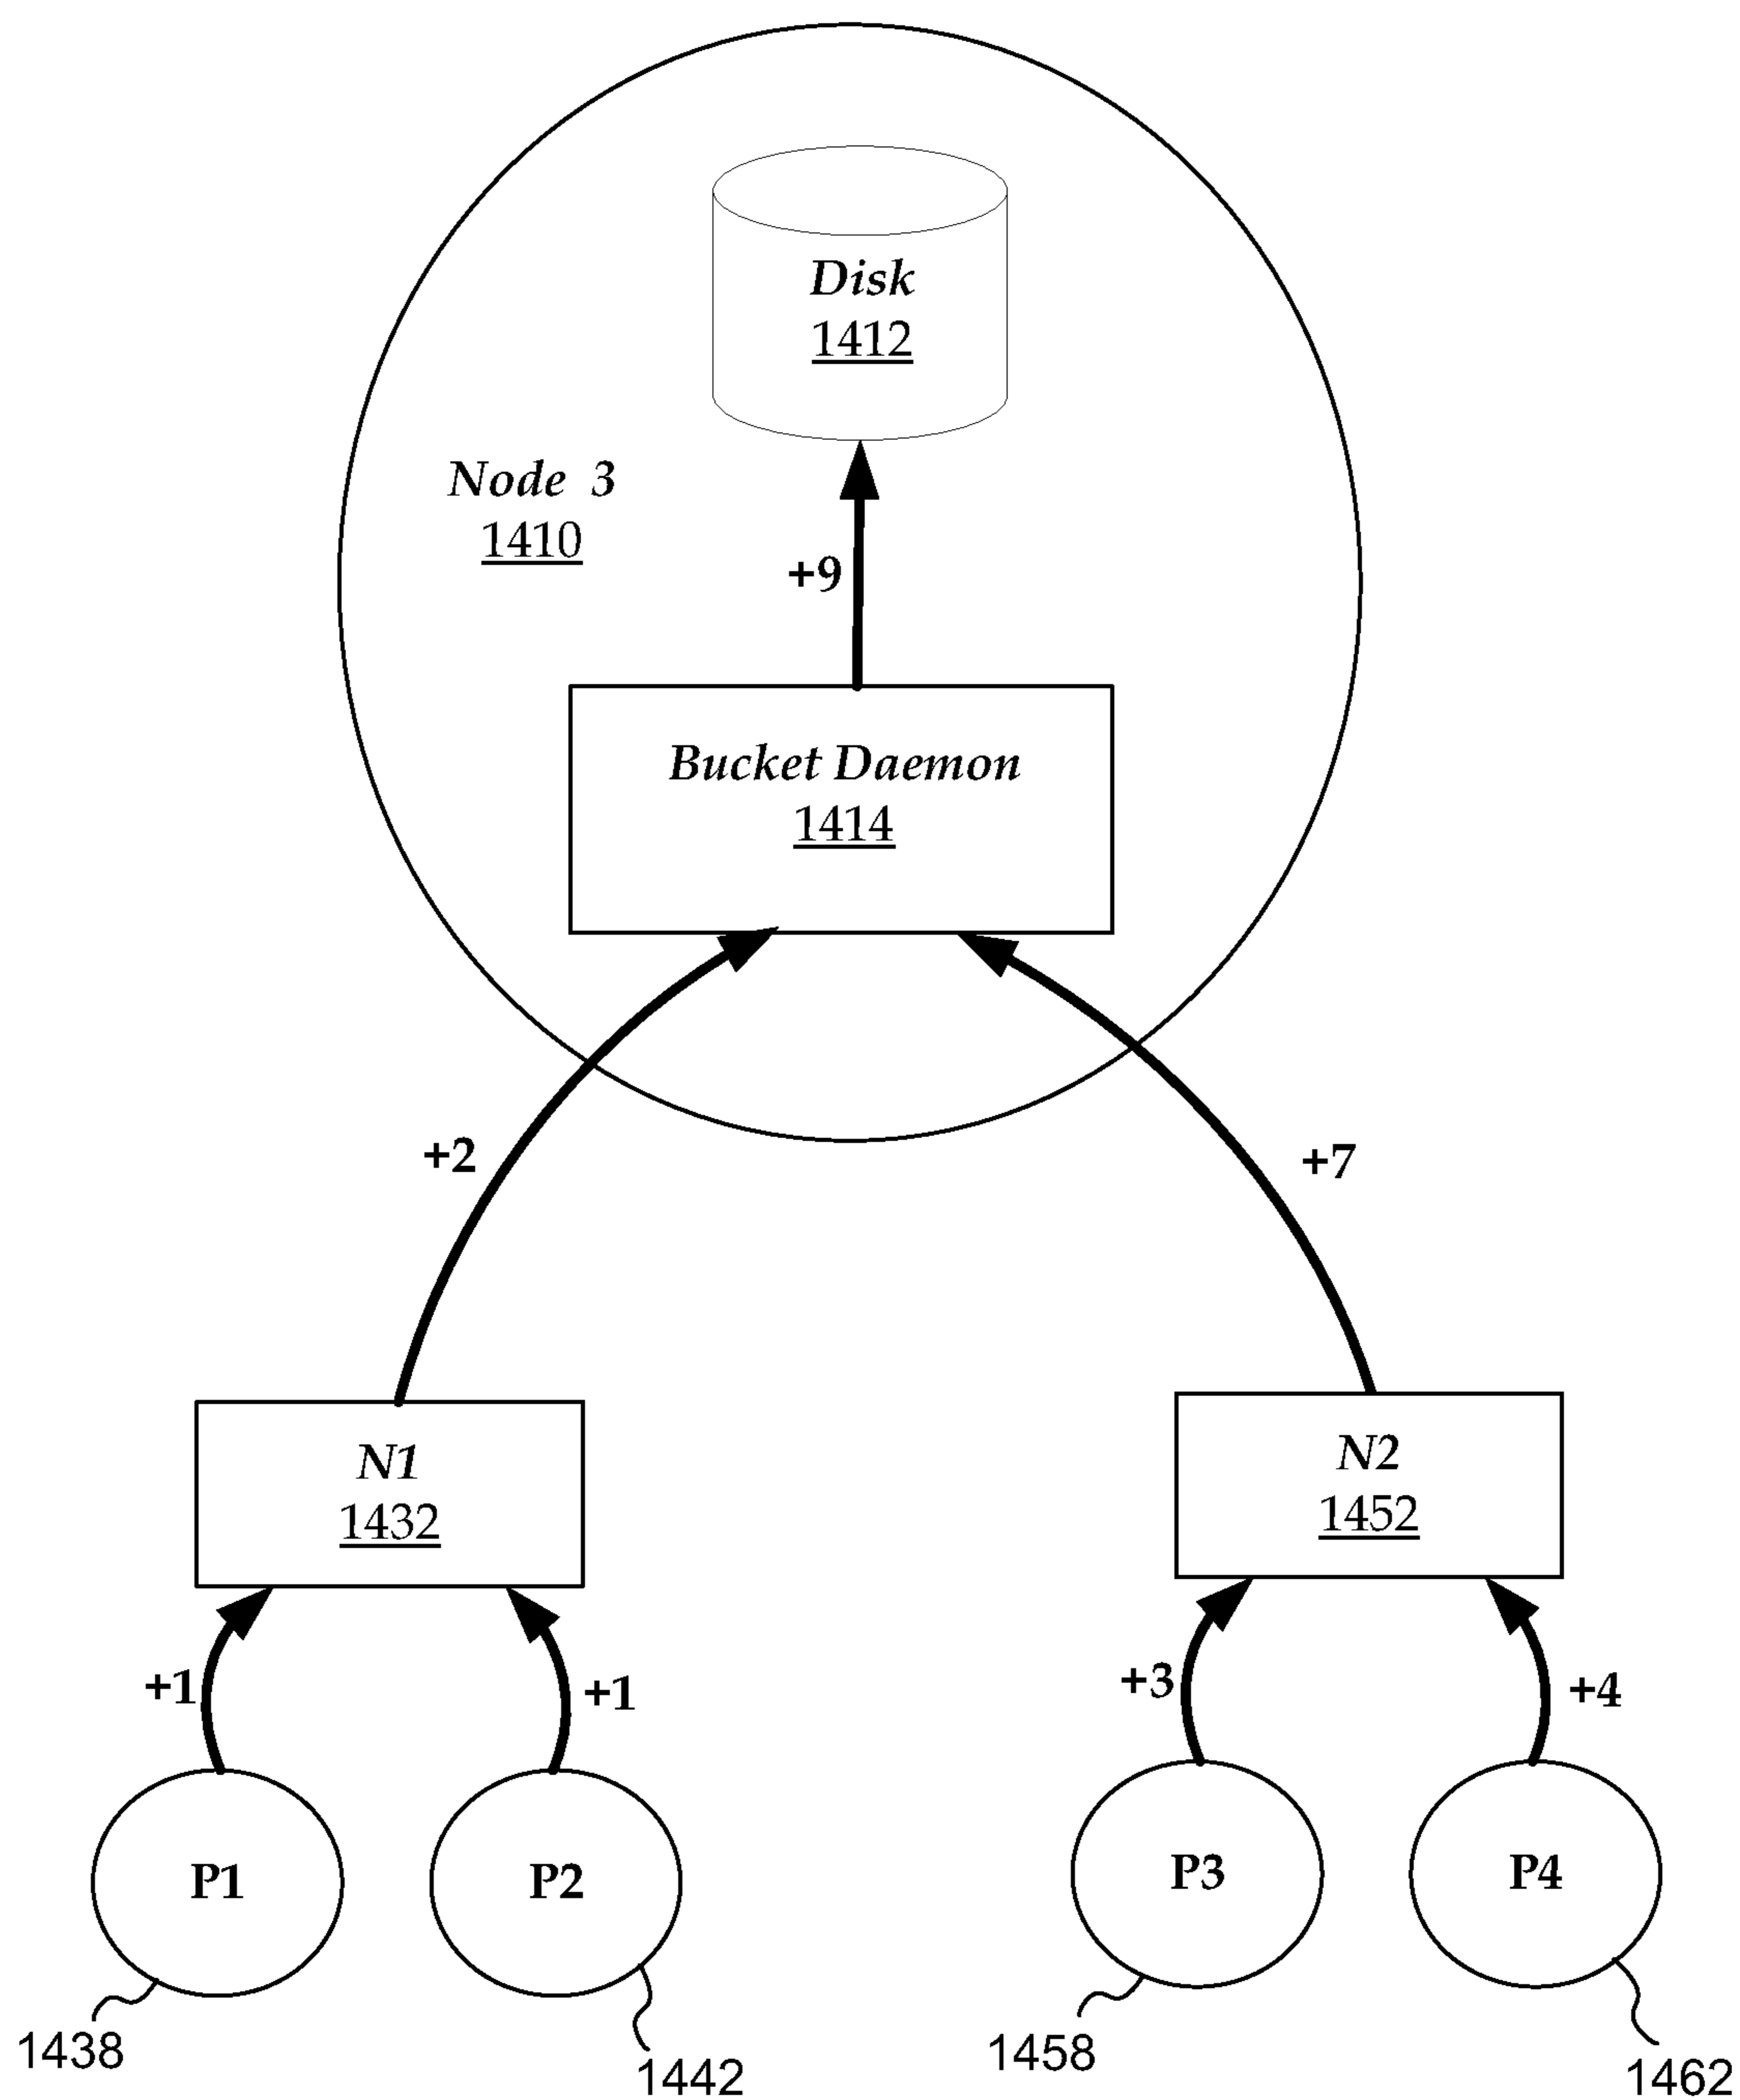 Disk
1412
Node 3
1410
+9
Bucket Daemon
1414
+2
+7
N1
1432
N2
1452
+1
+1
+3
+4
P1
P2
P3
P4
1438
1442
1458
1462